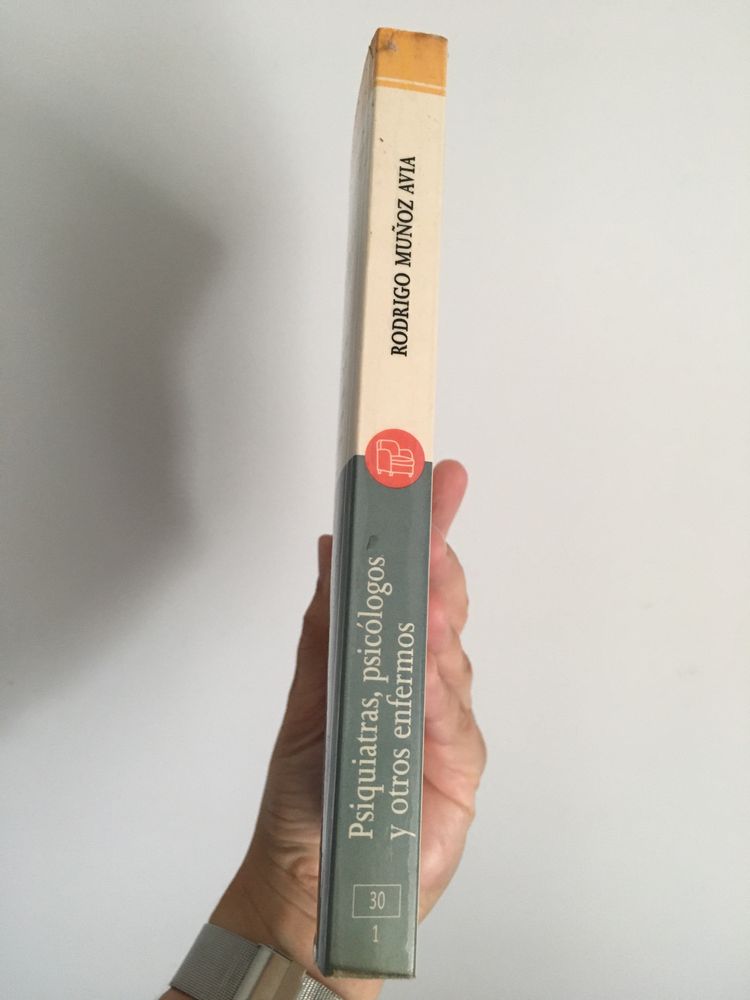 RODRIGO MUÑOZ AVIA
Psiquiatras, psicólogos
y otros enfermos
30
1